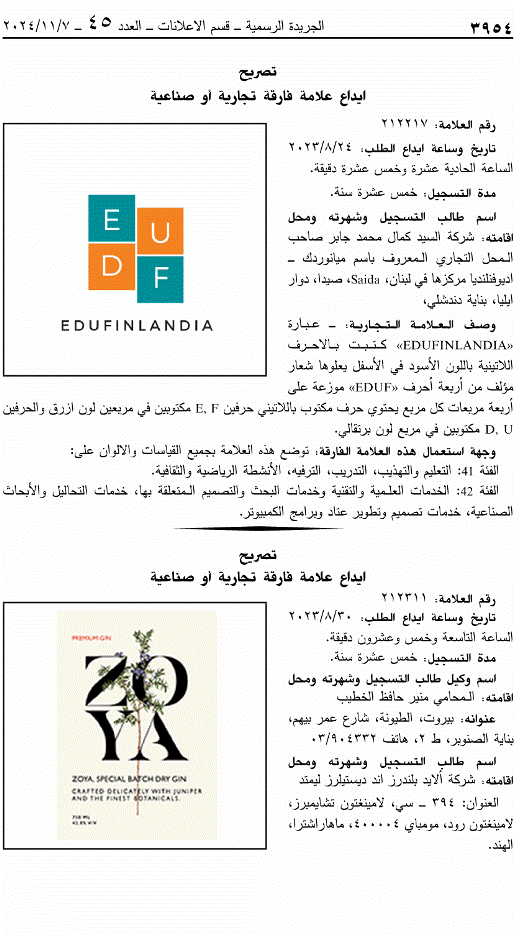 ٣٩٥٤
الجريدة الرسمية ــ قسم الاعلانات ــ العدد ٤٥ ــ ٢٠٢٤/١١/٧
تصريح
ايداع علامة فارقة تجارية أو صناعية
رقم العلامة: ٢١٢٢١٧
تاريخ وساعة ايداع الطلب: ٢٠٢٣/٨/٢٤
الساعة الحادية عشرة وخمس عشرة دقيقة.
مدة التسجيل: خمس عشرة سنة.
اسم طالب التسجيل وشهرته ومحل
اقامته: شركة السيد كمال محمد جابر صاحب
المحل التجاري المعروف باسم ميانوردك ــ
اديوفنلنديا مركزها في لبنان، Saida، صيدا، دوار
ايليا، بناية دندشلي،
وصف العلامة التجارية: ــ عبارة
«EDUFINLANDIA» كتبت بالاحرف
اللاتينية باللون الأسود في الأسفل يعلوها شعار
مؤلف من أربعة أحرف «EDUF» موزعة على
أربعة مربعات كل مربع يحتوي حرف مكتوب باللاتيني حرفين E, F مكتوبين في مربعين لون ازرق والحرفين
D, U مكتوبين في مربع لون برتقالي.
وجهة استعمال هذه العلامة الفارقة: توضع هذه العلامة بجميع القياسات والالوان على:
الفئة 41: التعليم والتهذيب، التدريب، الترفيه، الأنشطة الرياضية والثقافية.
الفئة 42: الخدمات العلمية والتقنية وخدمات البحث والتصميم المتعلقة بها، خدمات التحاليل والأبحاث
الصناعية، خدمات تصميم وتطوير عتاد وبرامج الكمبيوتر.
E U
D F
EDUFINLANDIA
تصريح
ايداع علامة فارقة تجارية أو صناعية
رقم العلامة: ٢١٢٣١١
تاريخ وساعة ايداع الطلب: ٢٠٢٣/٨/٣٠
الساعة التاسعة وخمس وعشرون دقيقة.
مدة التسجيل: خمس عشرة سنة.
اسم وكيل طالب التسجيل وشهرته ومحل
اقامته: المحامي منير حافظ الخطيب
عنوانه: بيروت، الطيونة، شارع عمر بيهم،
بناية الصنوبر، ط ٢، هاتف ٠٣/٩٠٤٣٣٢
اسم طالب التسجيل وشهرته ومحل
اقامته: شركة ألايد بلندرز اند ديستيلرز ليمتد
العنوان: ٣٩٤ ــ سي، لامينغتون تشايمبرز،
لامينغتون رود، مومباي ٤٠٠٠٠٤، ماهاراشترا،
الهند.
PREMIUM GIN
ZO
YA
ZOYA, SPECIAL BATCH DRY GIN
CRAFTED DELICATELY WITH JUNIPER
AND THE FINEST BOTANICALS.
750 ML
42.8% V/V